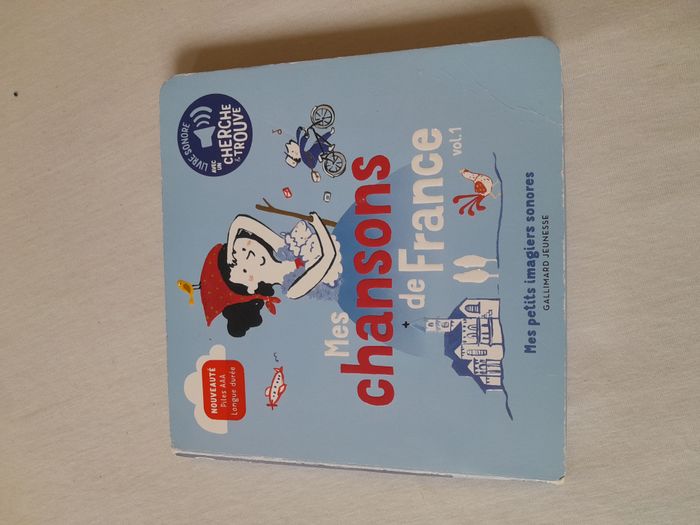 NOUVEAUTÉ
Piles AAA
Longue durée
LIVRE SONORE
AVEC
UN
CHERCHE
& TROUVE
Mes
chansons
de France
vol.1
Mes petits imagiers sonores
GALLIMARD JEUNESSE